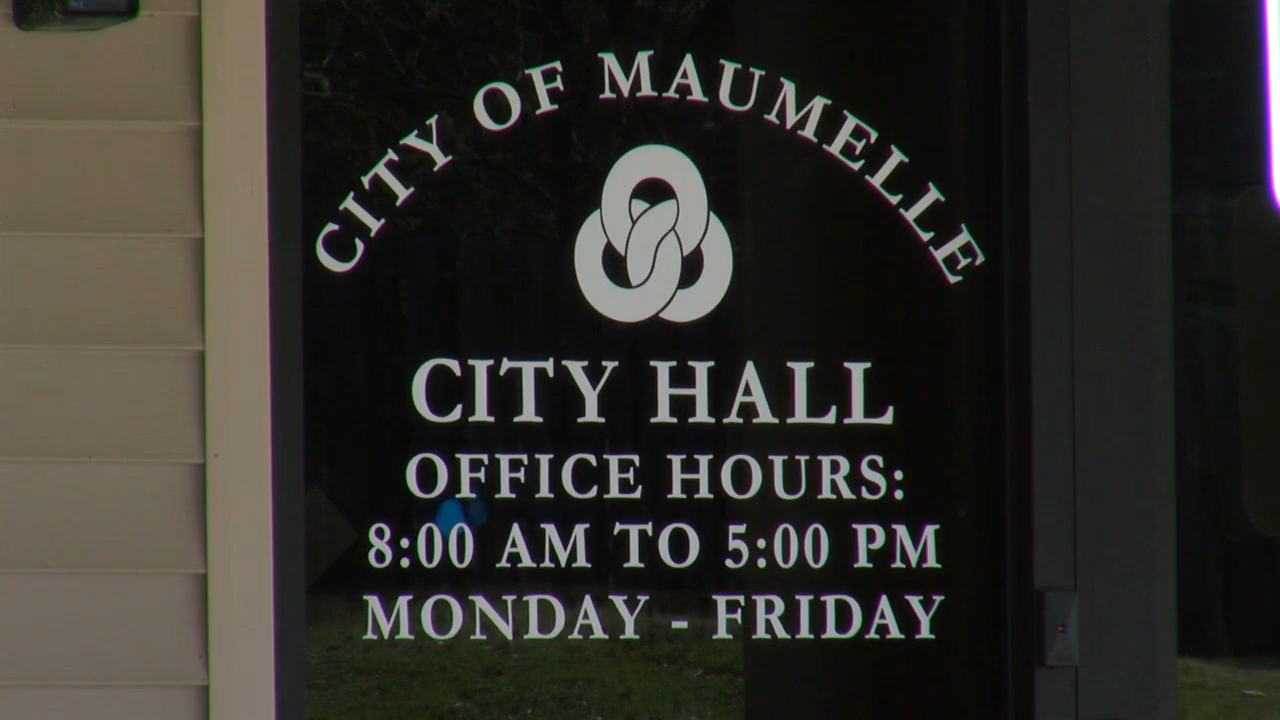 CITY OF MAUMELLE
CITY HALL
OFFICE HOURS:
8:00 AM TO 5:00 PM
MONDAY - FRIDAY